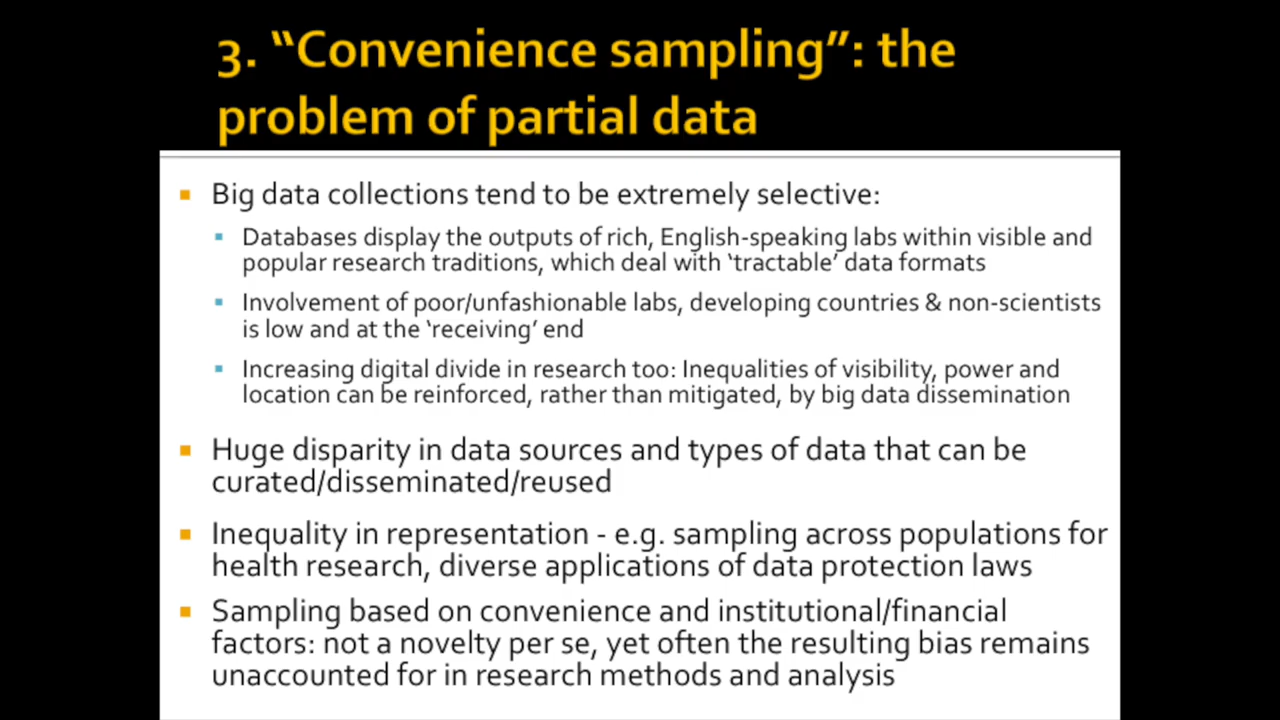 3. “Convenience sampling”: the
problem of partial data
Big data collections tend to be extremely selective:
Databases display the outputs of rich, English-speaking labs within visible and
popular research traditions, which deal with ‘tractable’ data formats
Involvement of poor/unfashionable labs, developing countries & non-scientists
is low and at the ‘receiving’ end
Increasing digital divide in research too: Inequalities of visibility, power and
location can be reinforced, rather than mitigated, by big data dissemination
Huge disparity in data sources and types of data that can be
curated/disseminated/reused
Inequality in representation - e.g. sampling across populations for
health research, diverse applications of data protection laws
Sampling based on convenience and institutional/financial
factors: not a novelty per se, yet often the resulting bias remains
unaccounted for in research methods and analysis